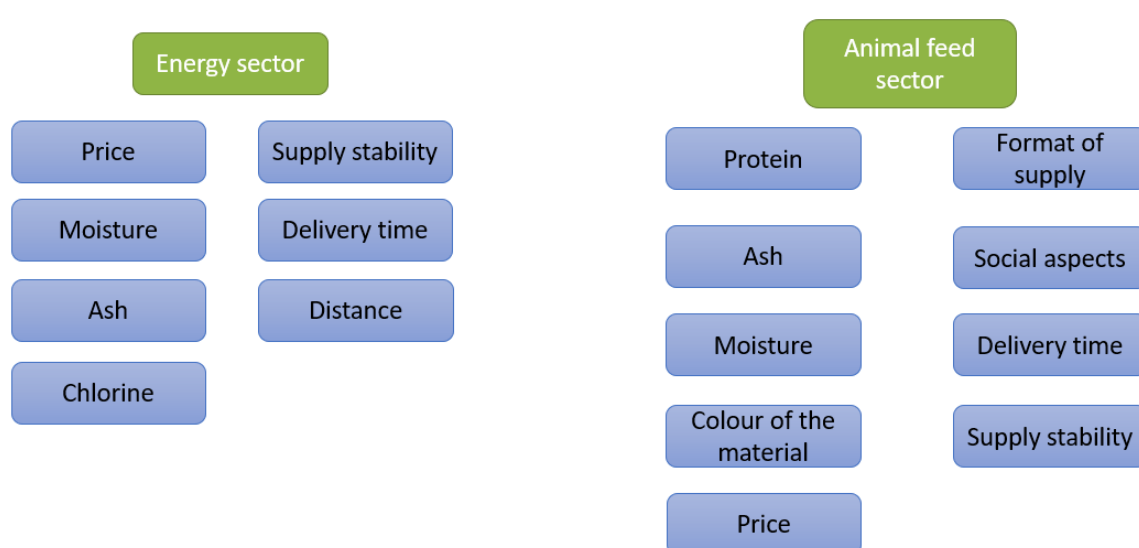 Energy sector
Price
Supply stability
Moisture
Delivery time
Ash
Distance
Chlorine
Animal feed
sector
Protein
Format of
supply
Ash
Social aspects
Moisture
Delivery time
Colour of the
material
Supply stability
Price